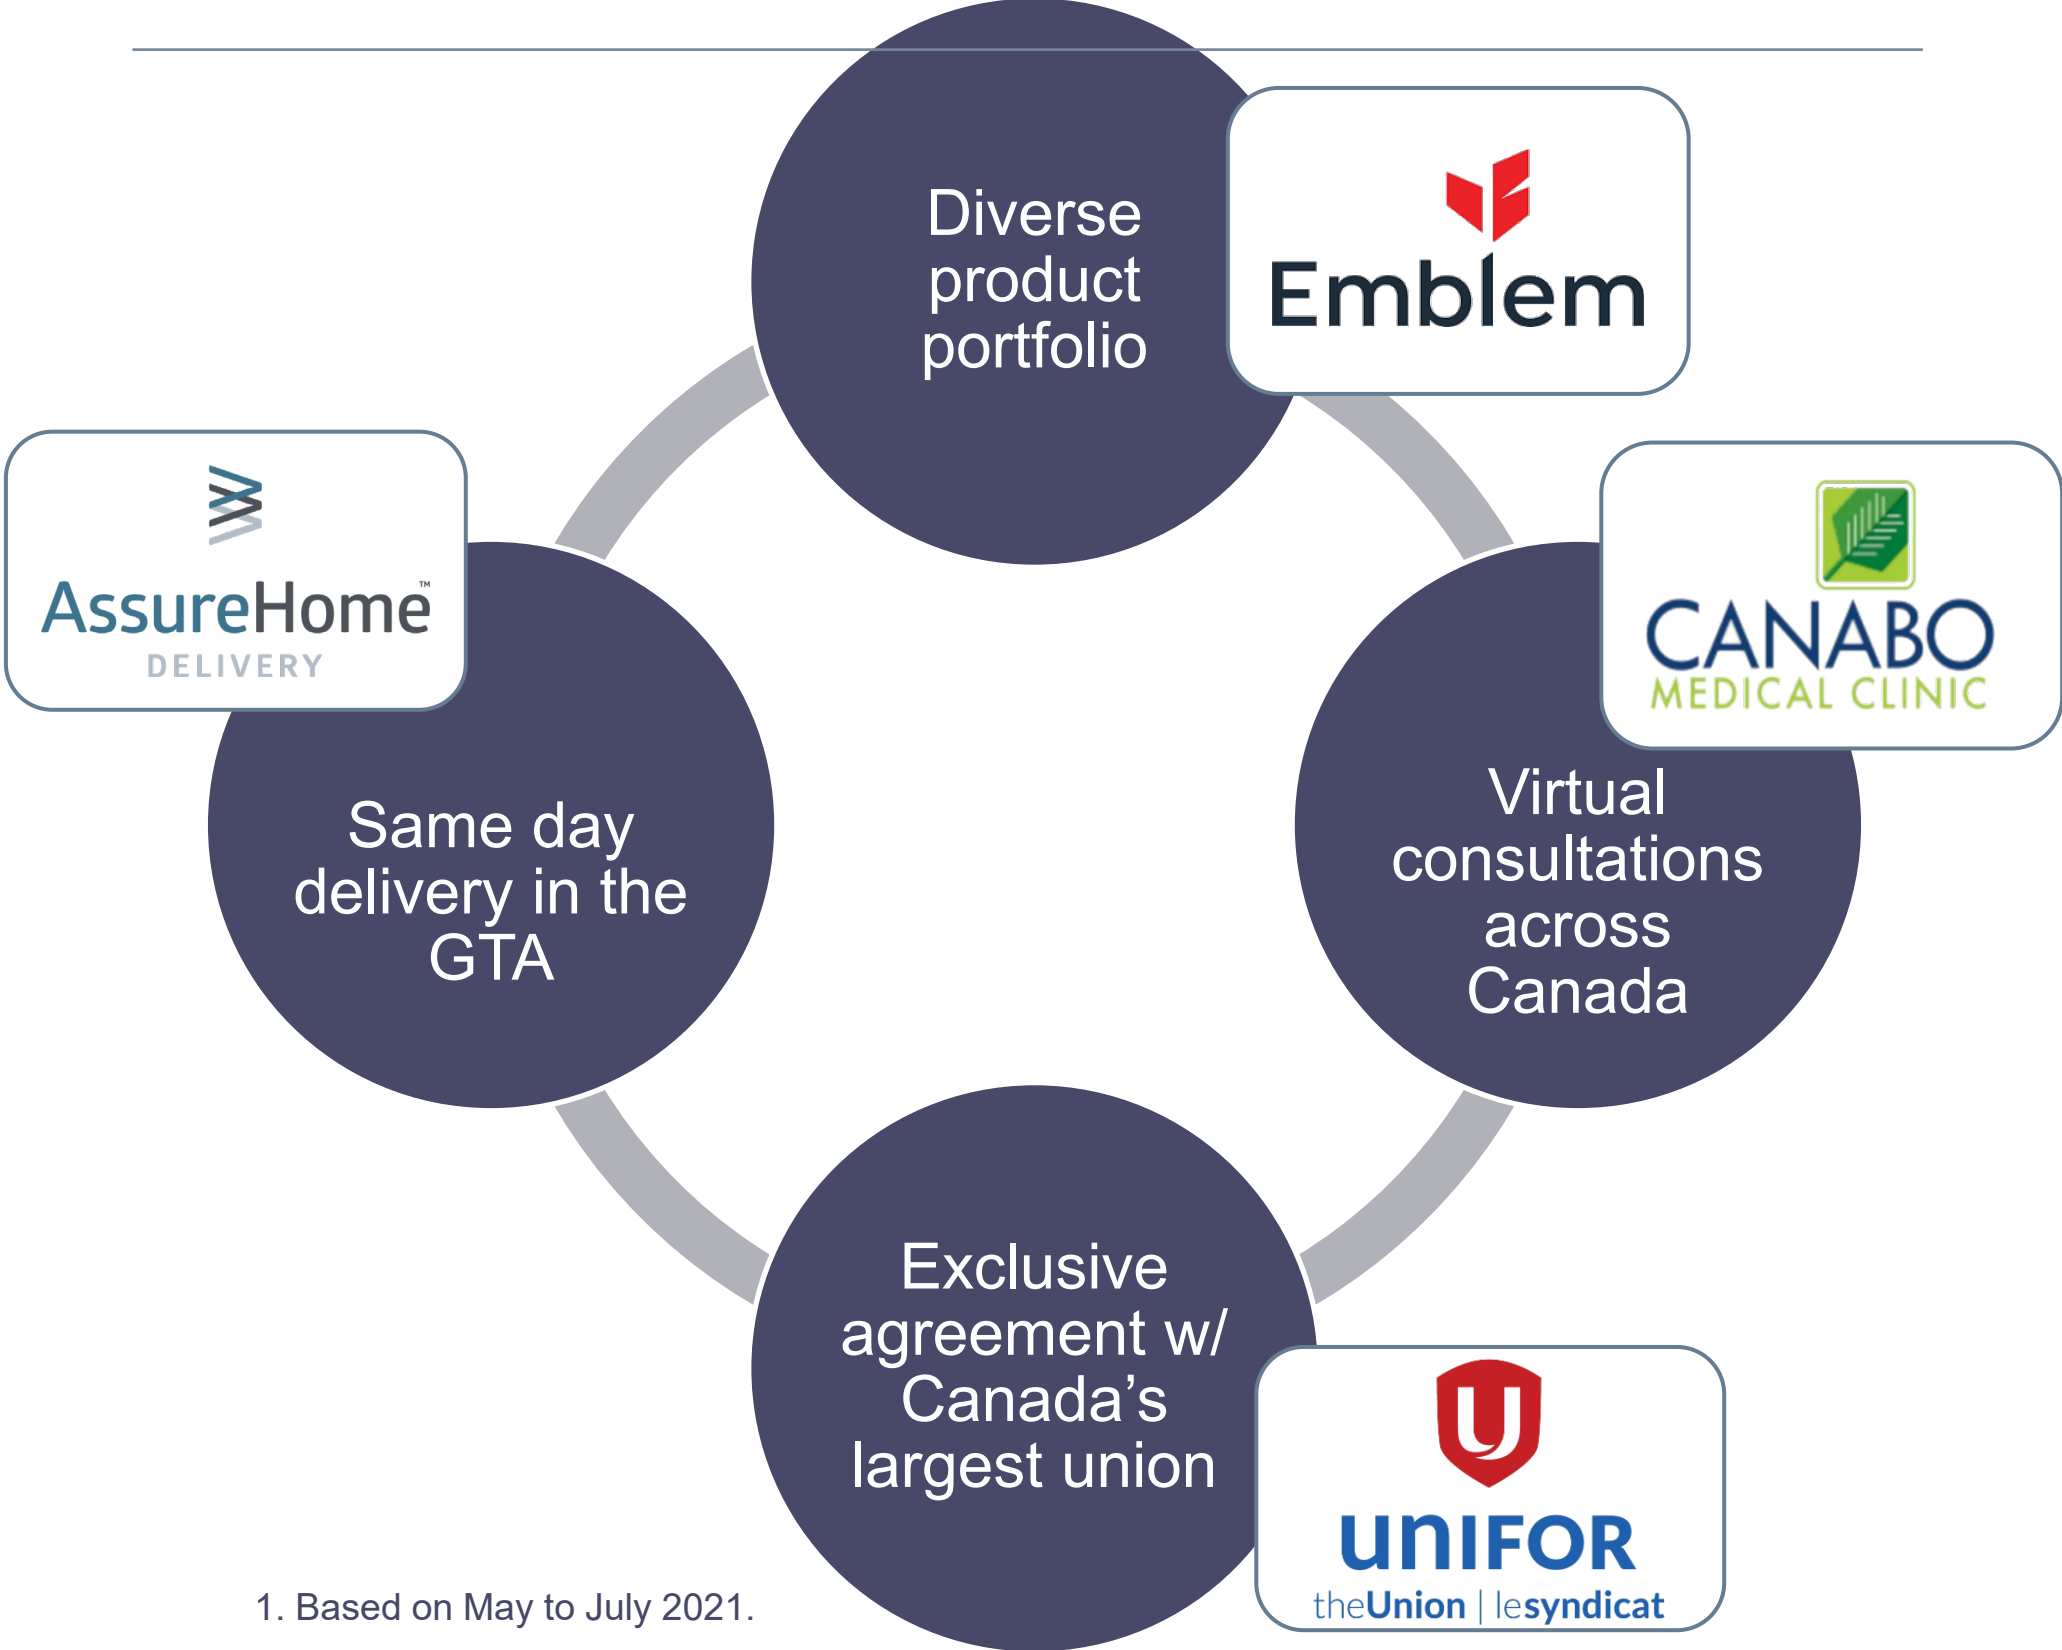 Diverse
product
portfolio
Emblem
AssureHome™
DELIVERY
CANABO
MEDICAL CLINIC
Same day
delivery in the
GTA
Virtual
consultations
across
Canada
Exclusive
agreement w/
Canada’s
largest union
U
UNIFOR
theUnion | lesyndicat
1. Based on May to July 2021.